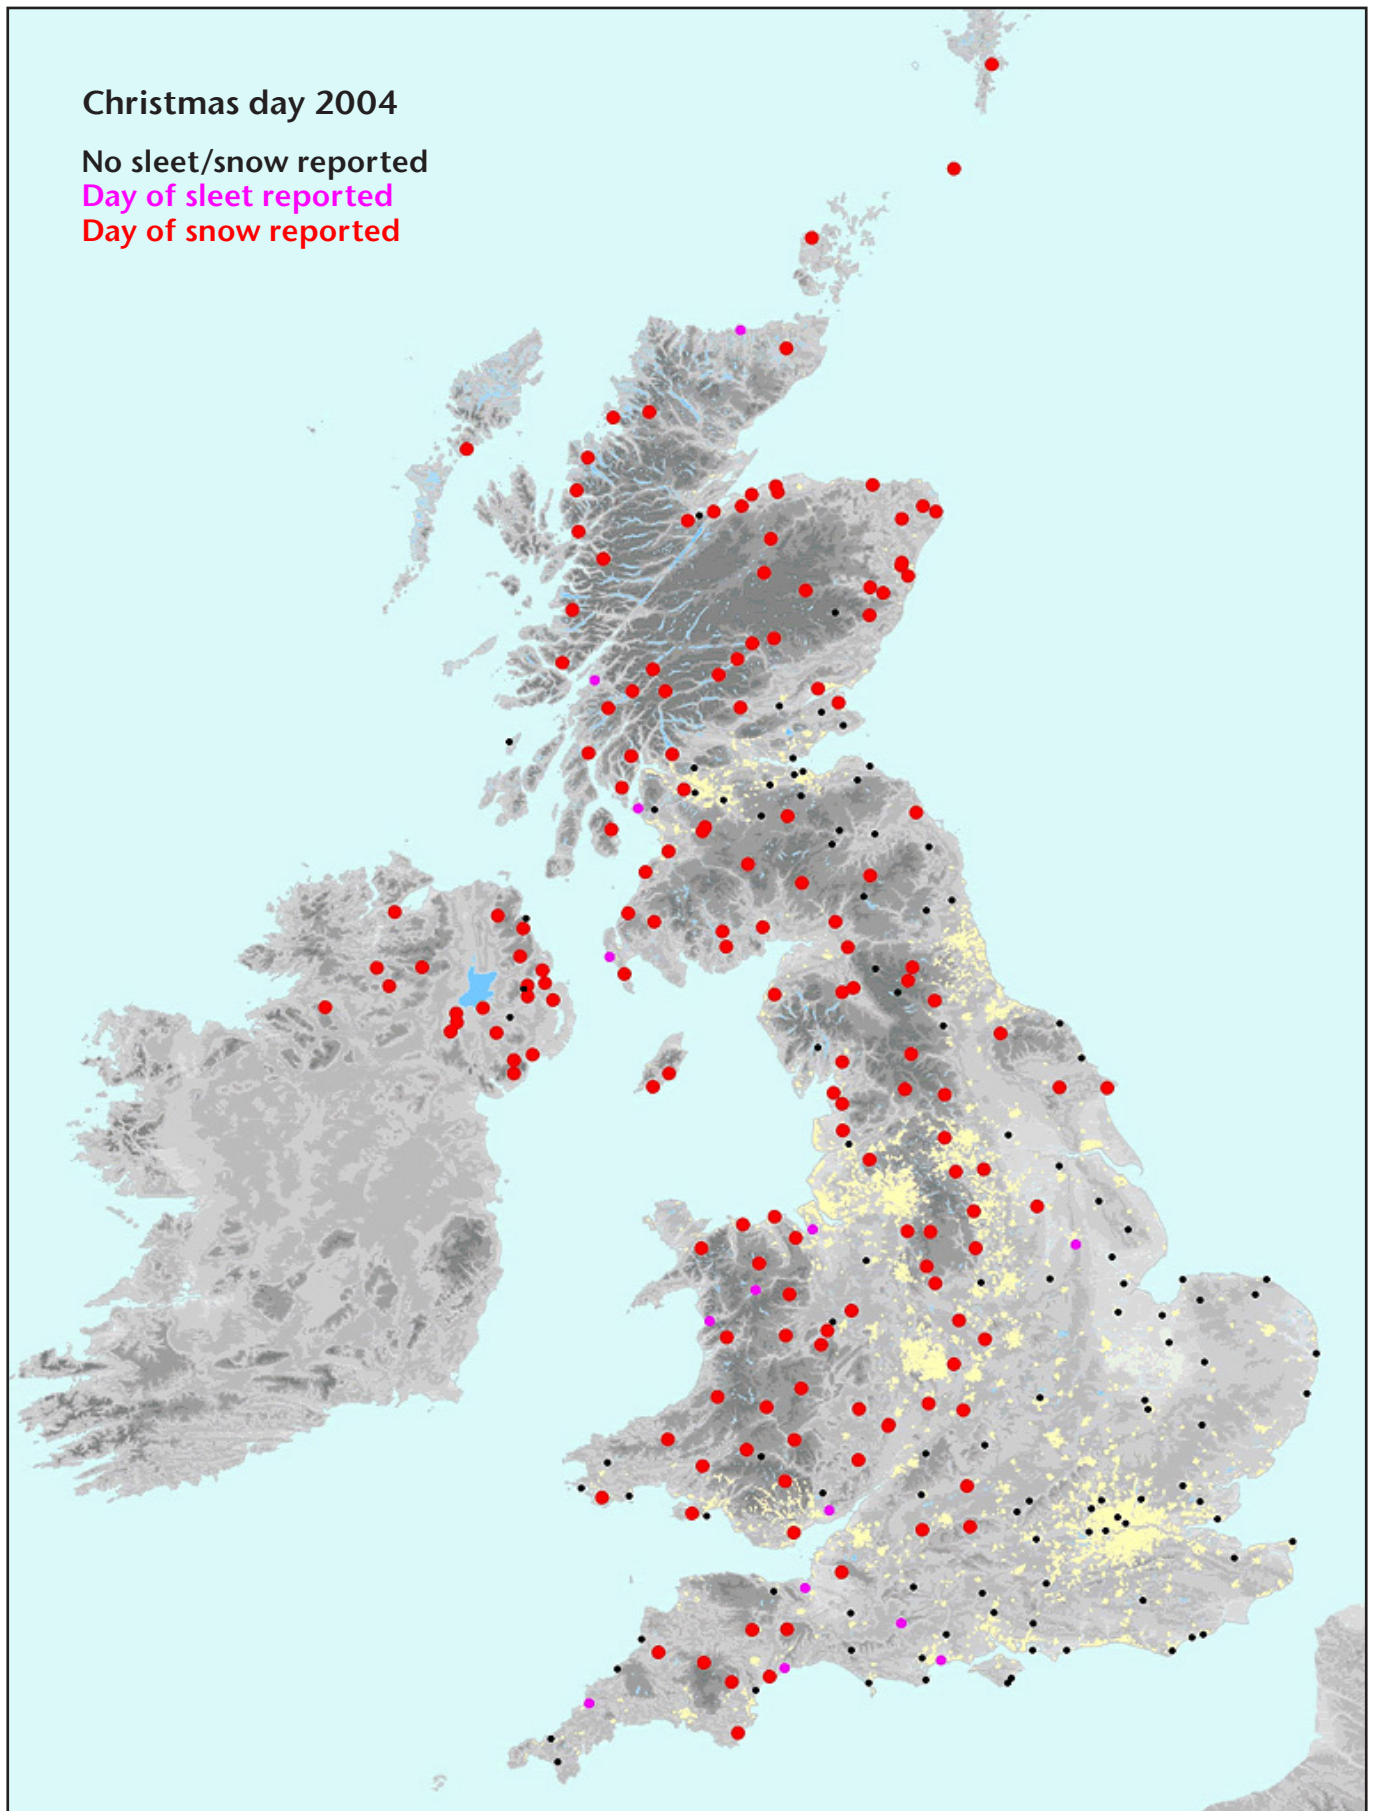 Christmas day 2004
No sleet/snow reported
Day of sleet reported
Day of snow reported